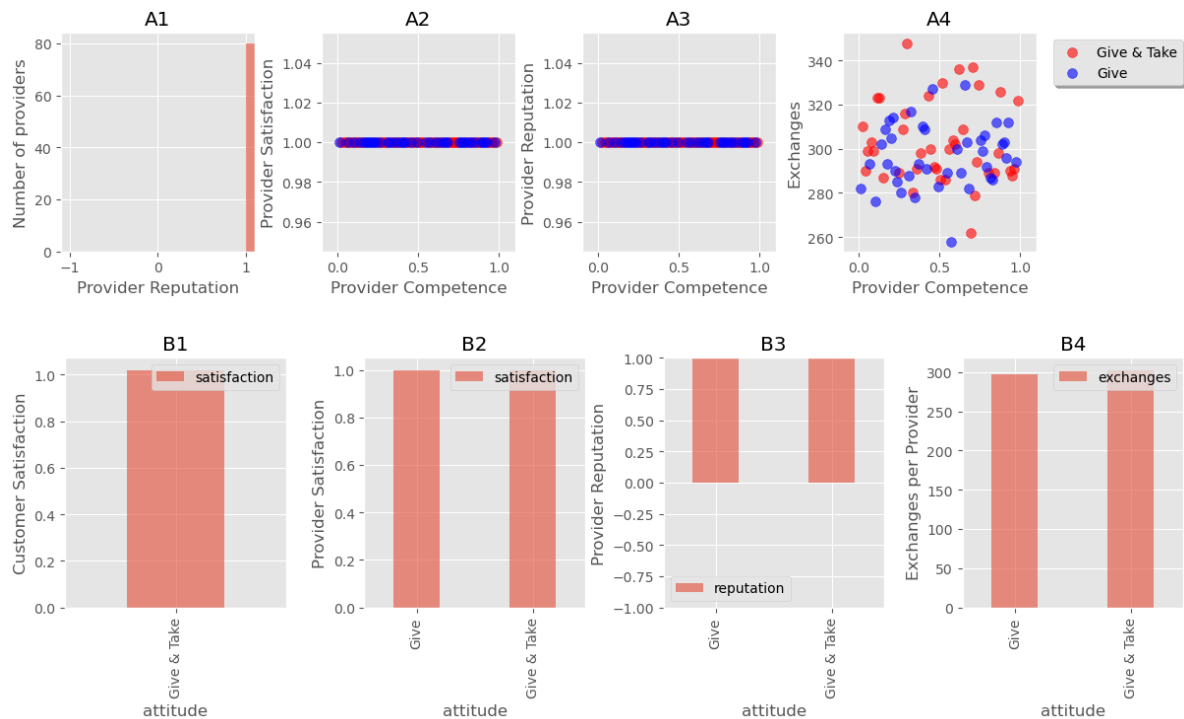 A1
Number of providers
80
60
40
20
0
-1
0
1
Provider Reputation
A2
Provider Satisfaction
1.04
1.02
1.00
0.98
0.96
0.0
0.5
1.0
Provider Competence
A3
Provider Reputation
1.04
1.02
1.00
0.98
0.96
0.0
0.5
1.0
Provider Competence
A4
Exchanges
340
320
300
280
260
0.0
0.5
1.0
Provider Competence
Give & Take
Give
B1
Customer Satisfaction
1.0
0.8
0.6
0.4
0.2
0.0
satisfaction
Give & Take
attitude
B2
Provider Satisfaction
1.0
0.8
0.6
0.4
0.2
0.0
satisfaction
Give
Give & Take
attitude
B3
Provider Reputation
1.00
0.75
0.50
0.25
0.00
−0.25
−0.50
−0.75
−1.00
reputation
Give
Give & Take
attitude
B4
Exchanges per Provider
300
250
200
150
100
50
0
exchanges
Give
Give & Take
attitude